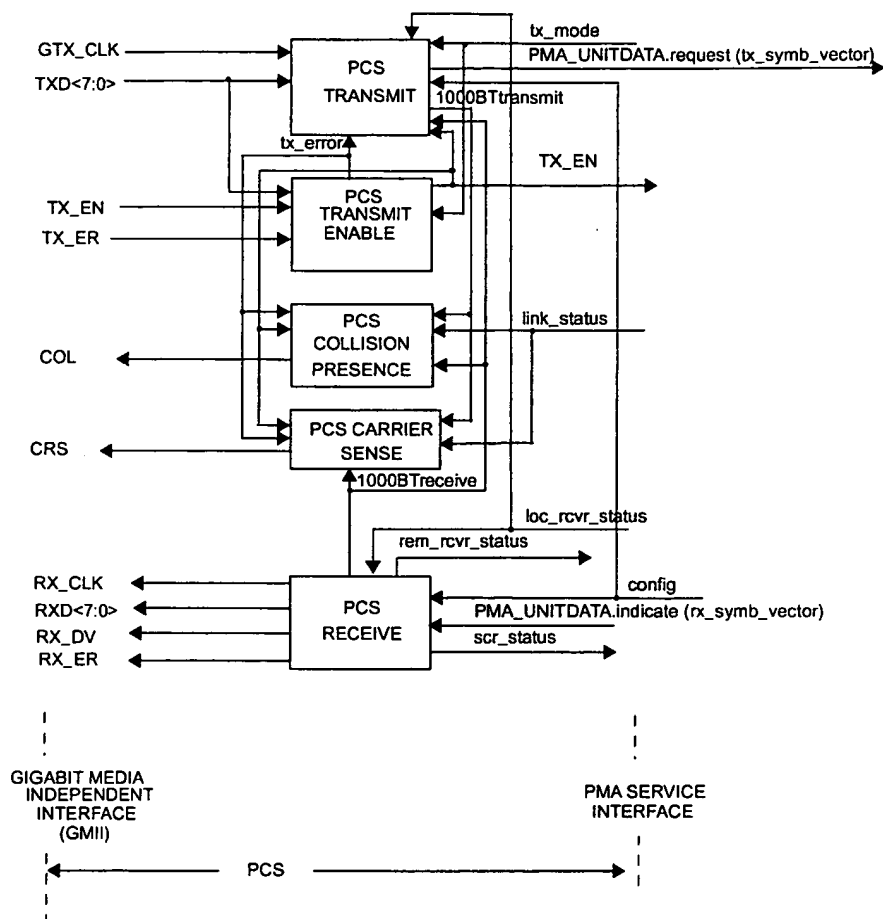 tx_mode
GTX_CLK
PMA_UNITDATA.request (tx_symb_vector)
PCS
TRANSMIT
TXD<7:0>
1000BTtransmit
tx_error
TX_EN
PCS
TRANSMIT
ENABLE
TX_EN
TX_ER
PCS
COLLISION
PRESENCE
link_status
COL
PCS CARRIER
SENSE
CRS
1000BTreceive
loc_rcvr_status
rem_rcvr_status
RX_CLK
config
RXD<7:0>
PCS
RECEIVE
PMA_UNITDATA.indicate (rx_symb_vector)
RX_DV
scr_status
RX_ER
GIGABIT MEDIA
INDEPENDENT
INTERFACE
(GMII)
PMA SERVICE
INTERFACE
PCS